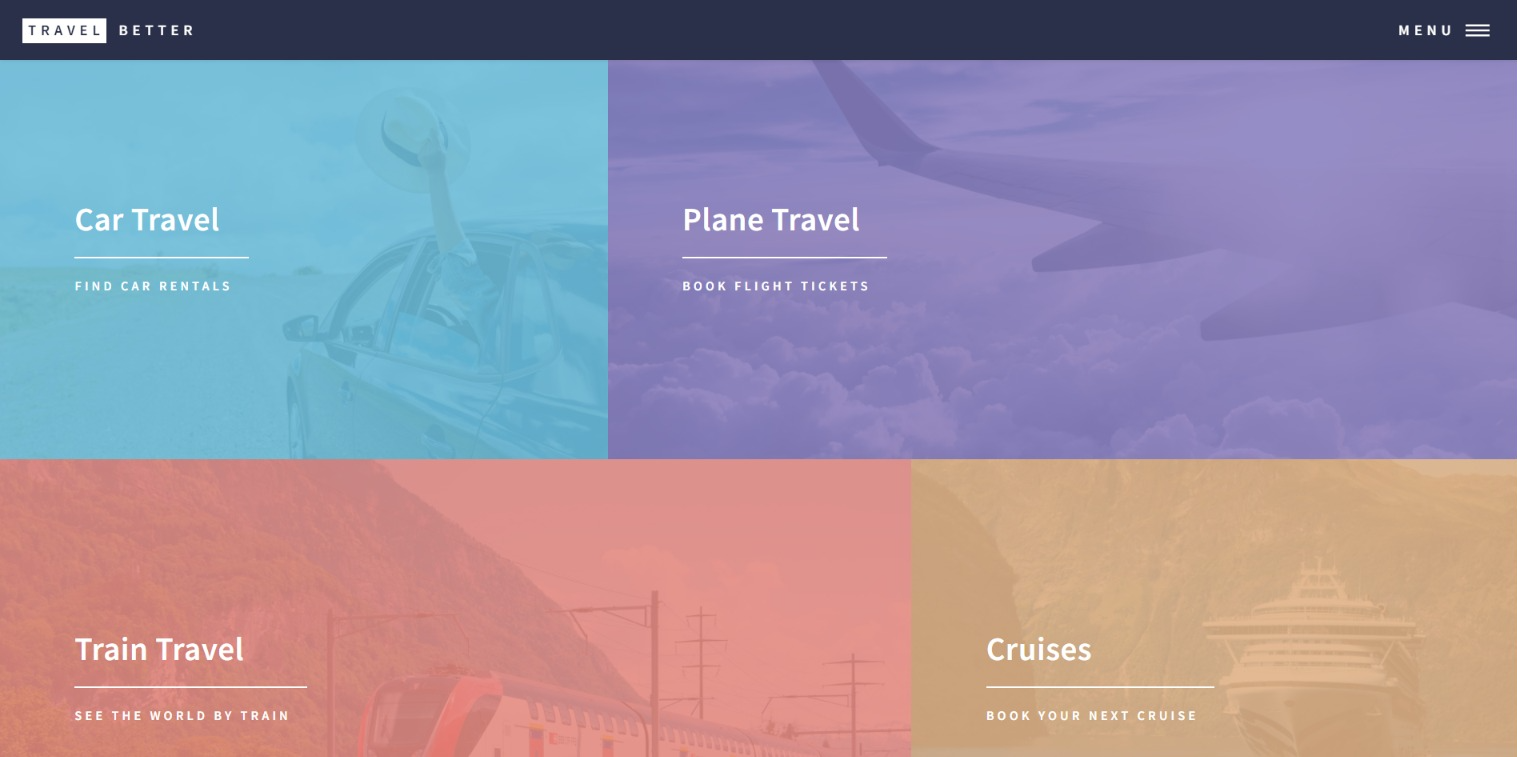 TRAVEL BETTER
MENU
Car Travel
FIND CAR RENTALS
Plane Travel
BOOK FLIGHT TICKETS
Train Travel
SEE THE WORLD BY TRAIN
Cruises
BOOK YOUR NEXT CRUISE